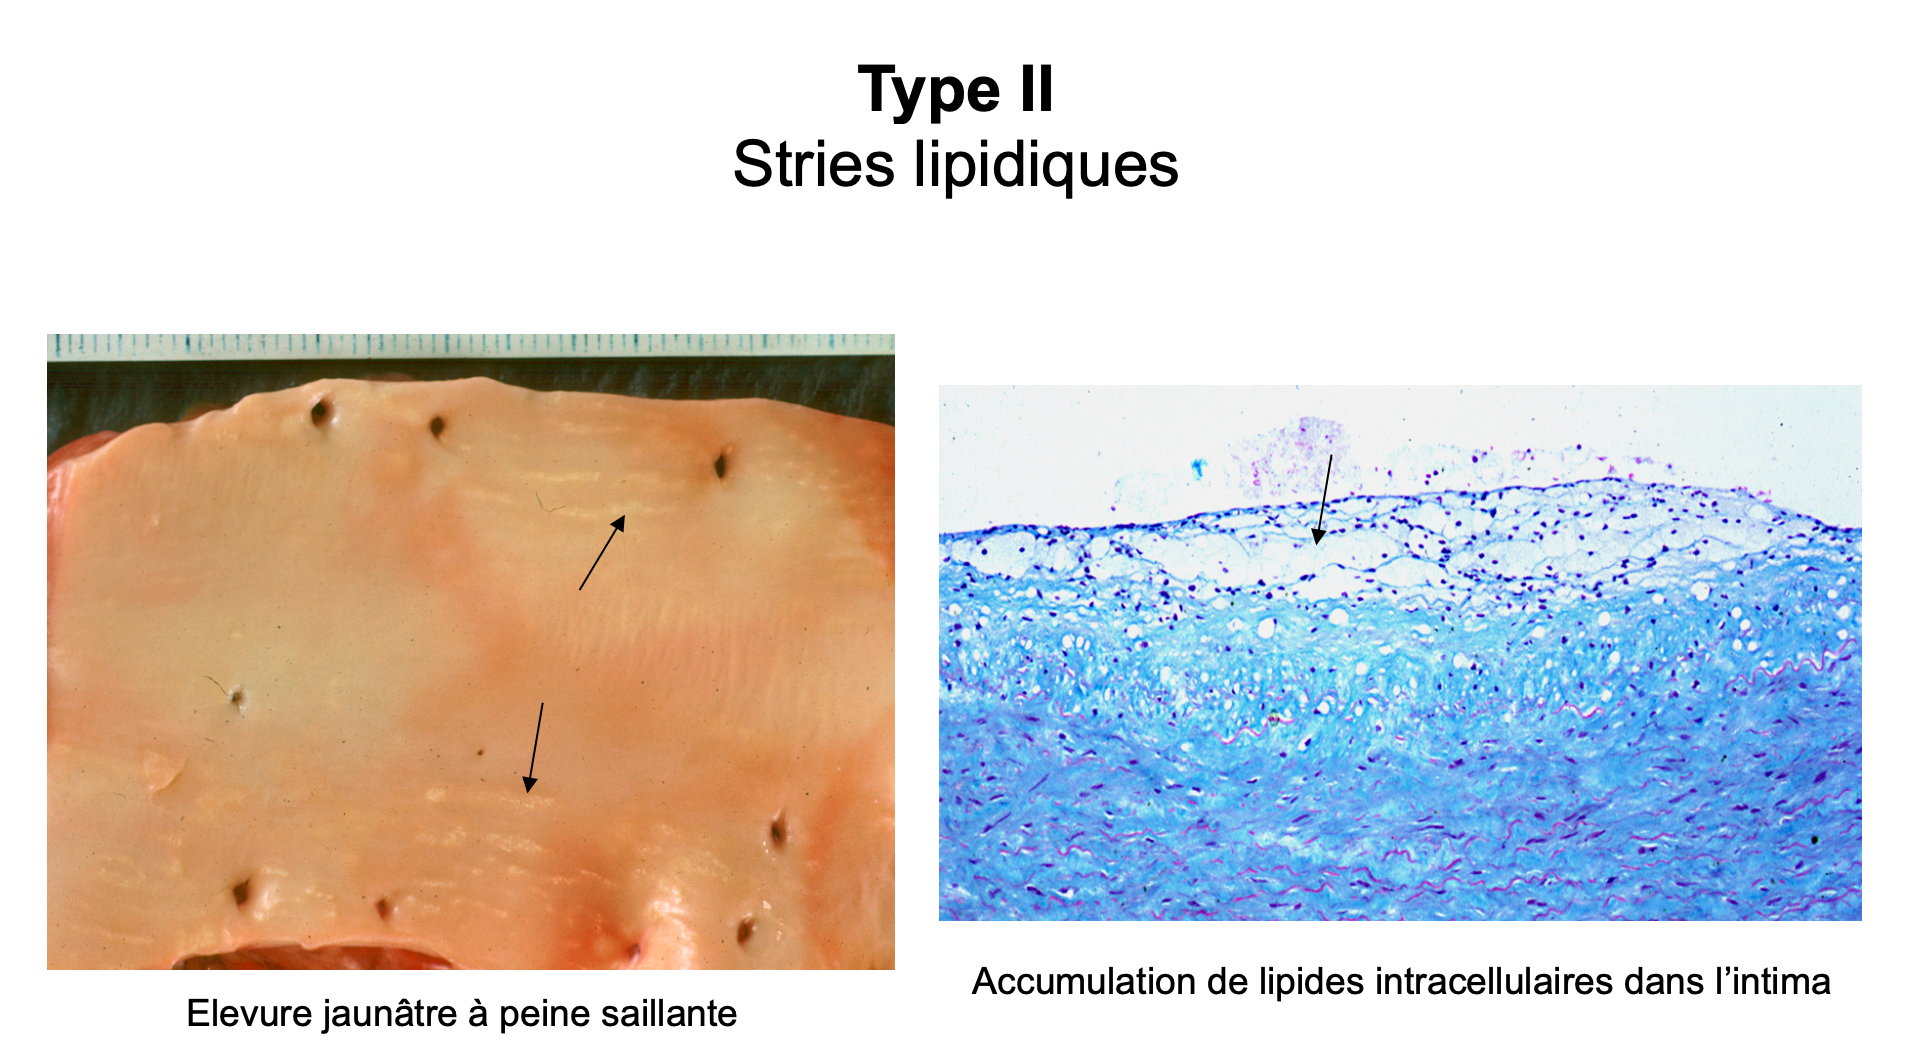 Type II
Stries lipidiques
Elevure jaunâtre à peine saillante
Accumulation de lipides intracellulaires dans l’intima